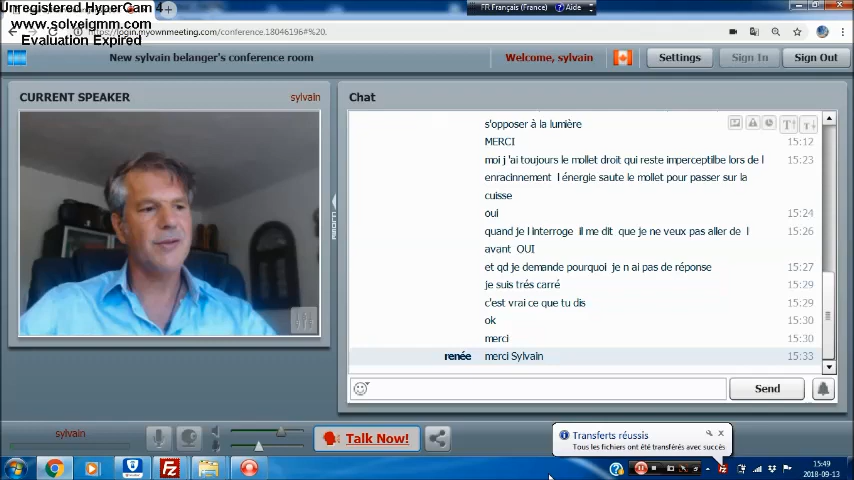 Unregistered HyperCam 4
www.solveigmm.com
Evaluation Expired
FR Français (France)
Aide
https://login.myownmeeting.com/conference.18046196#%20.
New sylvain belanger's conference room
Welcome, sylvain
Settings
Sign In
Sign Out
CURRENT SPEAKER
sylvain
Chat
s'opposer à la lumière
MERCI 15:12
moi j 'ai toujours le mollet droit qui reste imperceptilbe lors de l 15:23
enracinnement l énergie saute le mollet pour passer sur la
cuisse
oui 15:24
quand je l interroge il me dit que je ne veux pas aller de l 15:26
avant OUI
et qd je demande pourquoi je n ai pas de réponse 15:27
je suis trés carré 15:29
c'est vrai ce que tu dis 15:29
ok 15:30
merci 15:30
renée merci Sylvain 15:33
Send
sylvain
Talk Now!
Transferts réussis
Tous les fichiers ont été transférés avec succès
15:49
2018-09-13